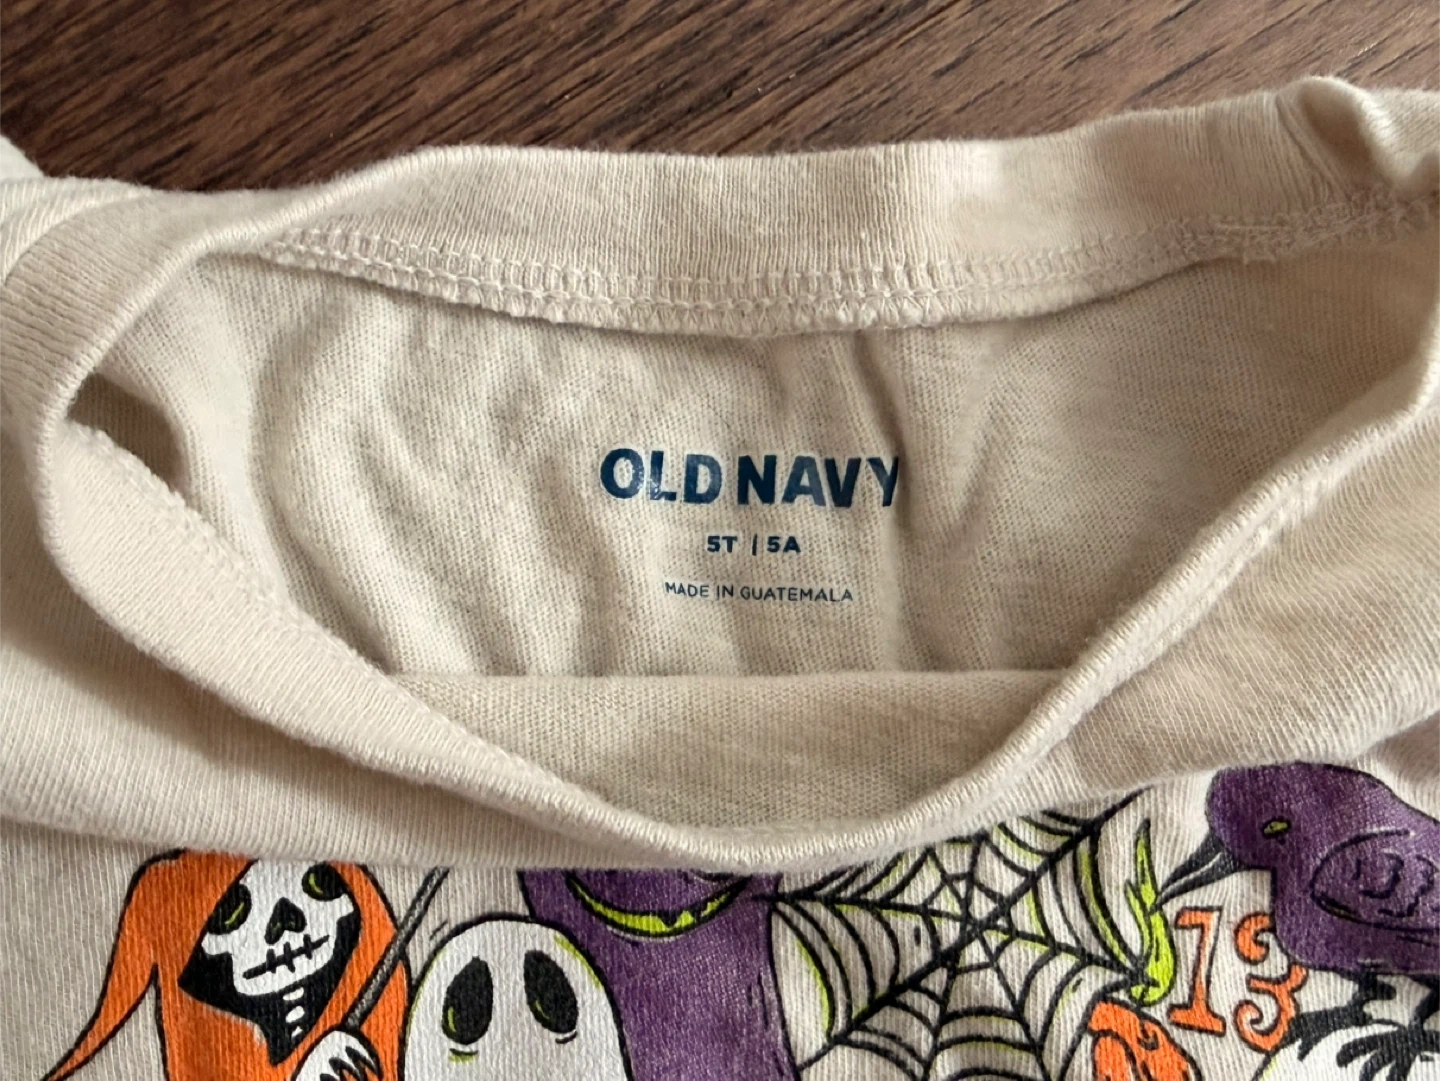 OLD NAVY
5T | 5A
MADE IN GUATEMALA
13